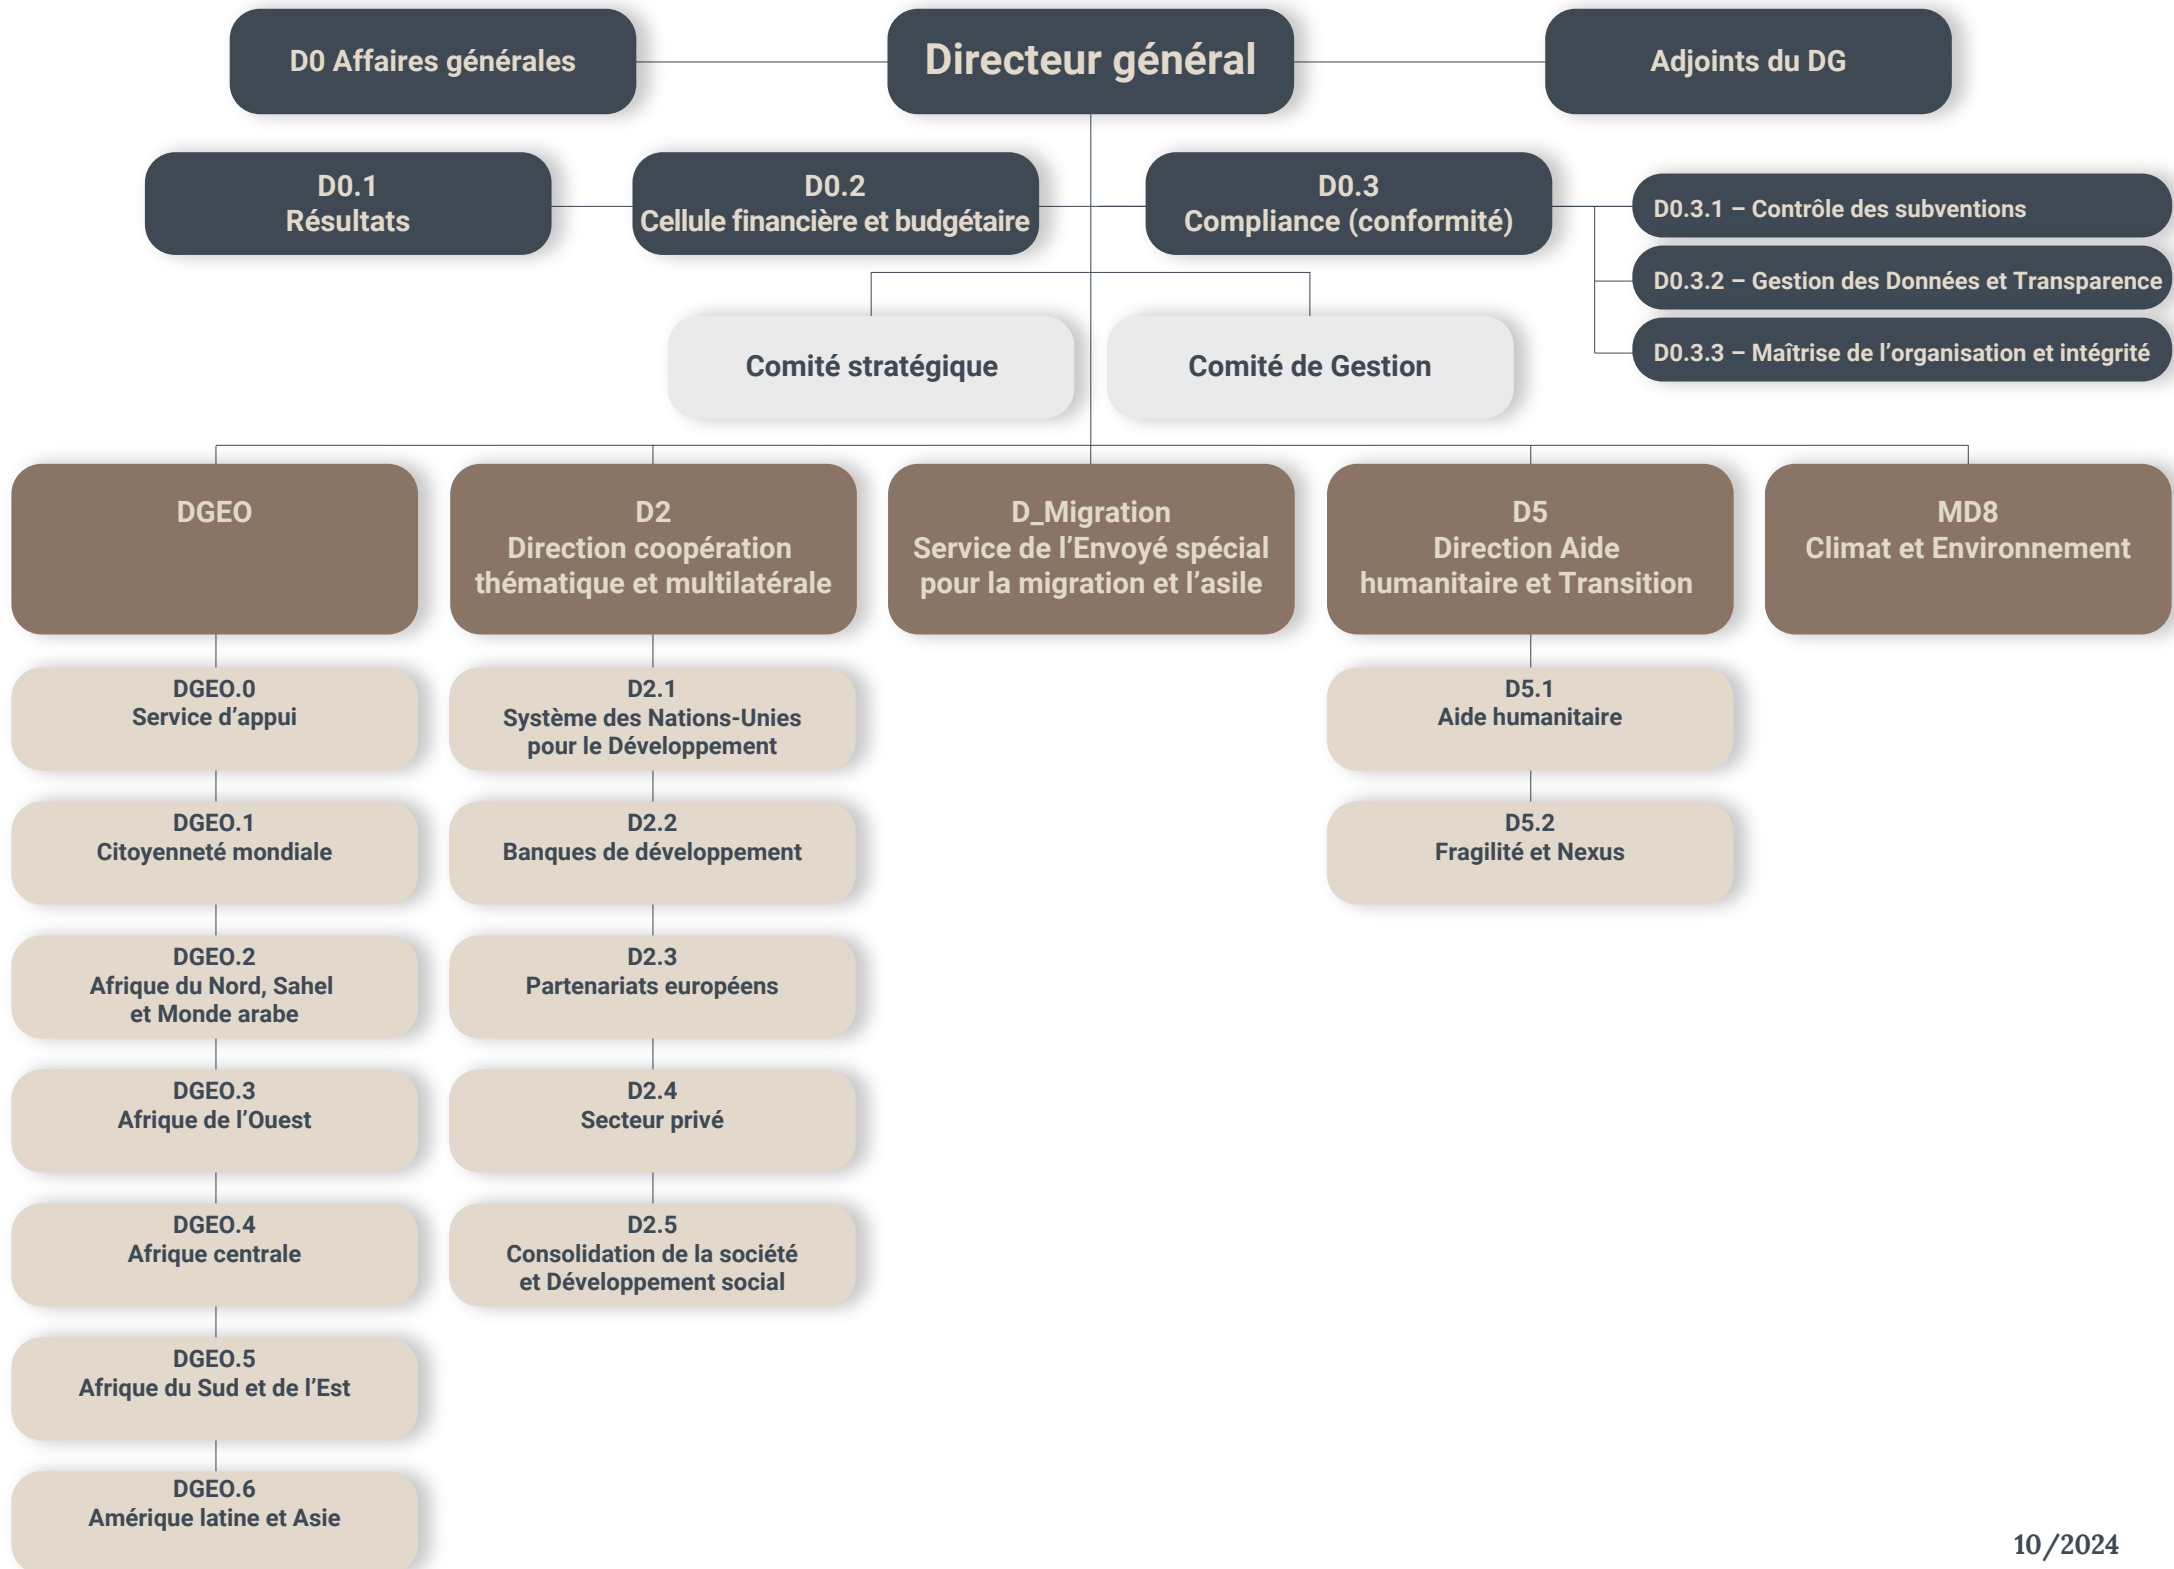 D0 Affaires générales
Directeur général
Adjoints du DG
D0.1
Résultats
D0.2
Cellule financière et budgétaire
D0.3
Compliance (conformité)
D0.3.1 – Contrôle des subventions
D0.3.2 – Gestion des Données et Transparence
D0.3.3 – Maîtrise de l’organisation et intégrité
Comité stratégique
Comité de Gestion
DGEO
D2
Direction coopération
thématique et multilatérale
D_Migration
Service de l’Envoyé spécial
pour la migration et l’asile
D5
Direction Aide
humanitaire et Transition
MD8
Climat et Environnement
DGEO.0
Service d’appui
DGEO.1
Citoyenneté mondiale
DGEO.2
Afrique du Nord, Sahel
et Monde arabe
DGEO.3
Afrique de l’Ouest
DGEO.4
Afrique centrale
DGEO.5
Afrique du Sud et de l’Est
DGEO.6
Amérique latine et Asie
D2.1
Système des Nations-Unies
pour le Développement
D2.2
Banques de développement
D2.3
Partenariats européens
D2.4
Secteur privé
D2.5
Consolidation de la société
et Développement social
D5.1
Aide humanitaire
D5.2
Fragilité et Nexus
10/2024